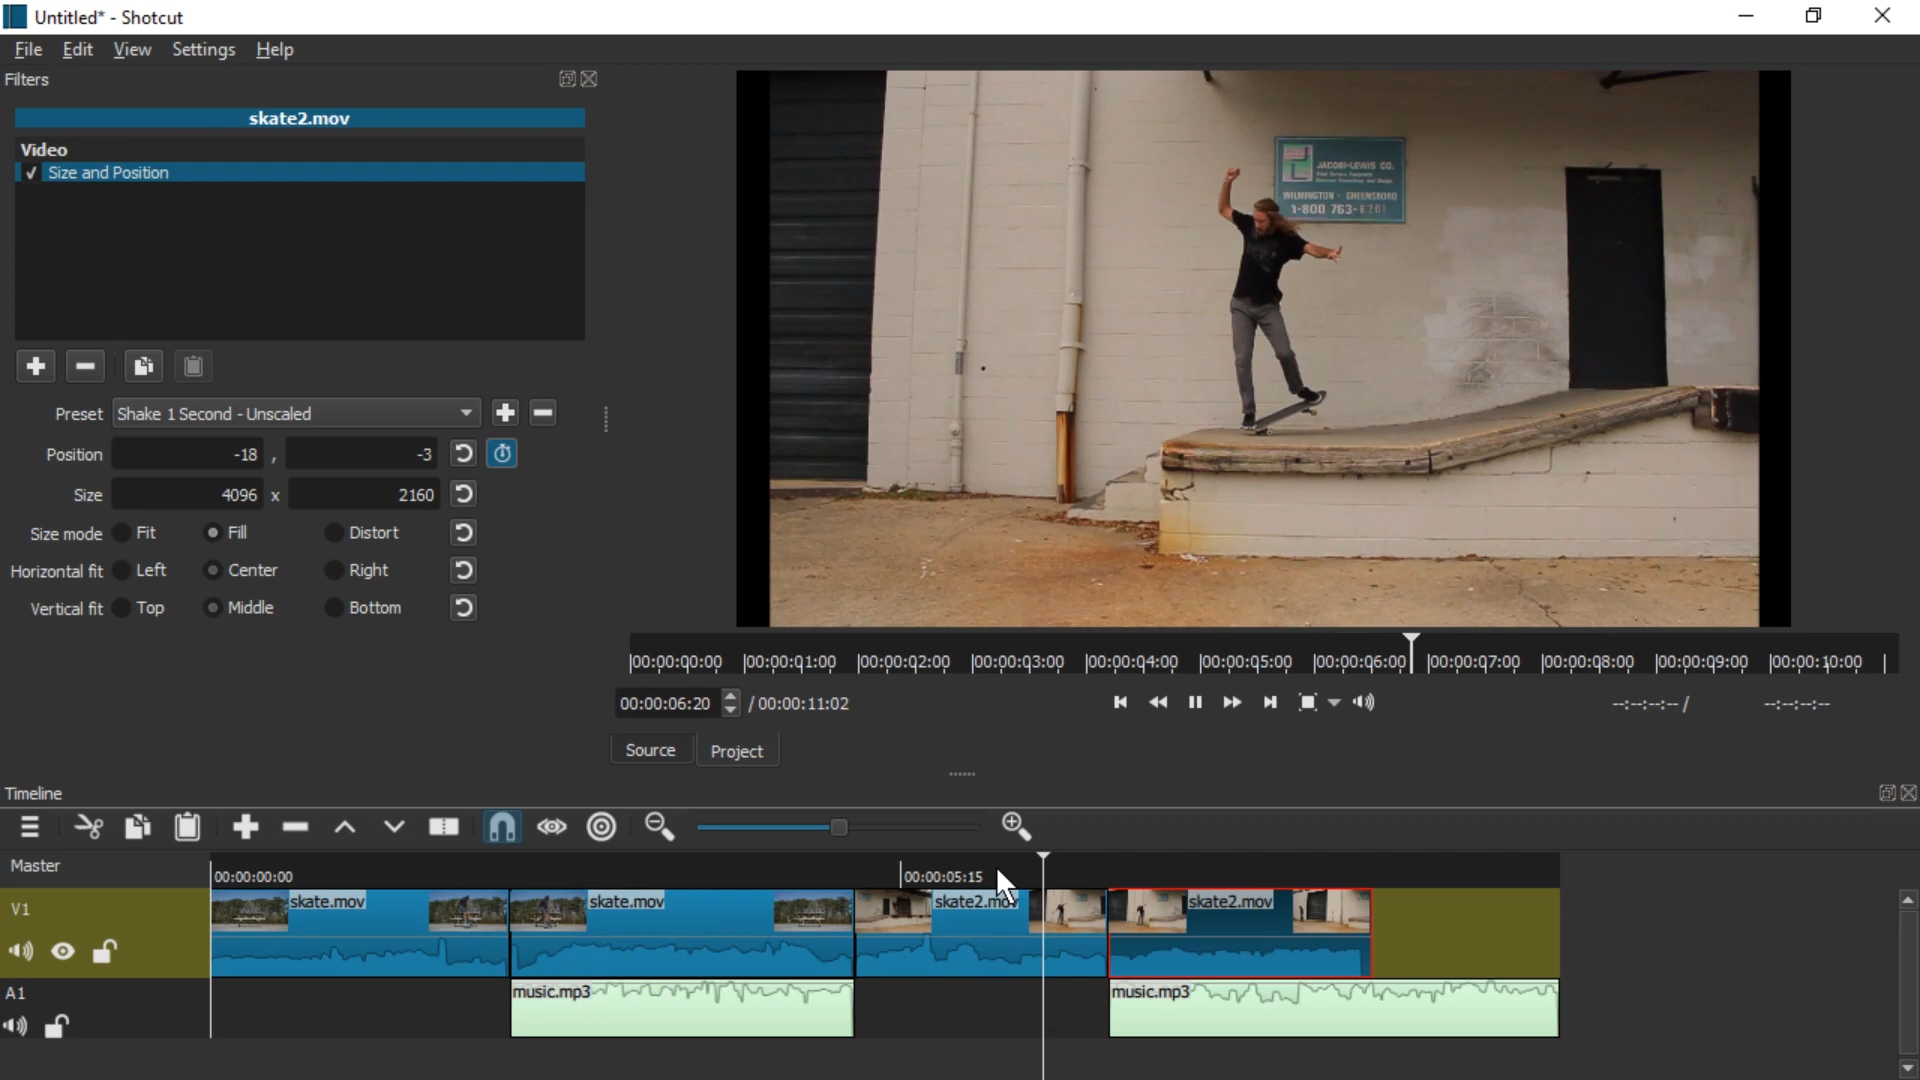 Untitled* - Shotcut
File Edit View Settings Help
Filters
skate2.mov
Video
Size and Position
Preset Shake 1 Second - Unscaled
Position -18 , -3
Size 4096 x 2160
Size mode Fit Fill Distort
Horizontal fit Left Center Right
Vertical fit Top Middle Bottom
JACOBI-LEWIS CO.
WILMINGTON - GREENSBORO
1-800 763-6201
00:00:00:00 00:00:01:00 00:00:02:00 00:00:03:00 00:00:04:00 00:00:05:00 00:00:06:00 00:00:07:00 00:00:08:00 00:00:09:00 00:00:10:00
00:00:06:20 / 00:00:11:02 --:--:--:-- / --:--:--:--
Source Project
Timeline
Master
00:00:00:00 00:00:05:15
V1
skate.mov skate.mov skate2.mov skate2.mov
A1
music.mp3 music.mp3